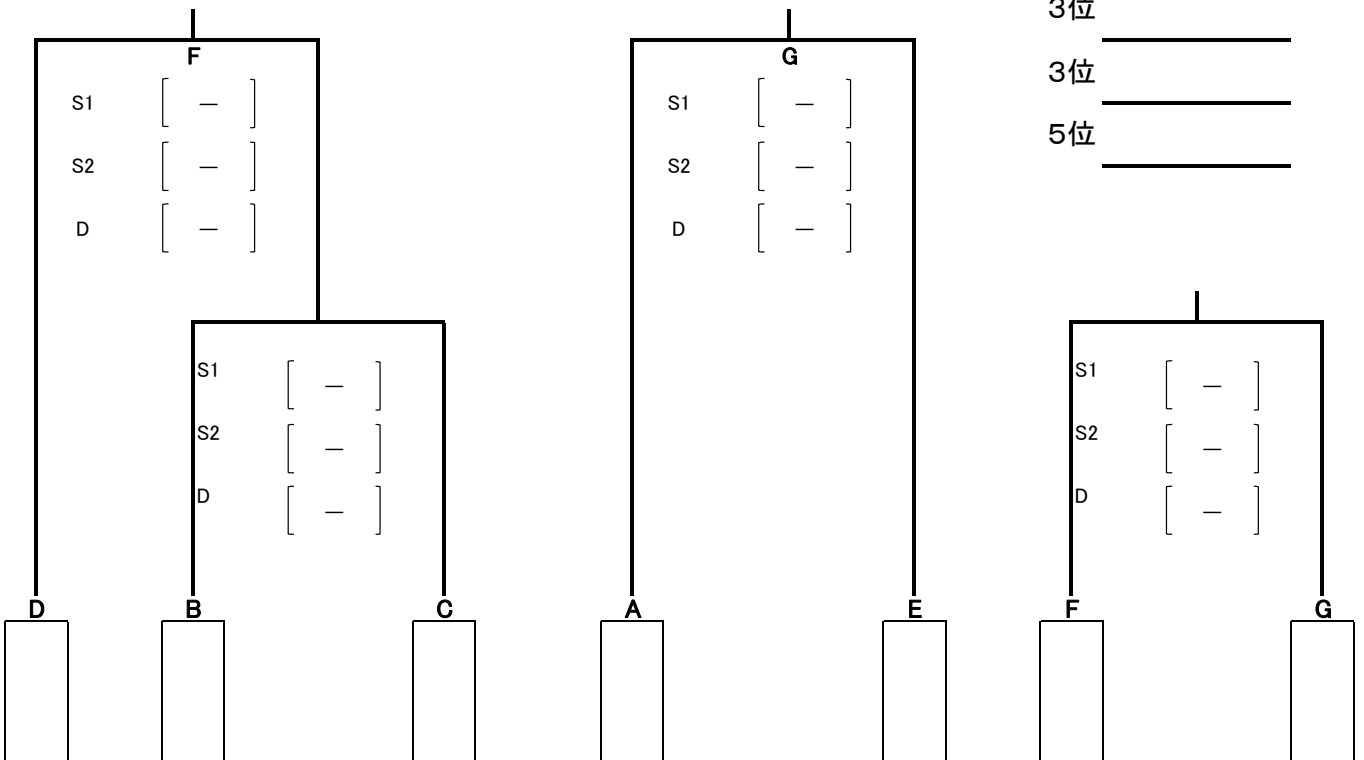 3位
F
G
3位
S1 [ — ]
S1 [ — ]
5位
S2 [ — ]
S2 [ — ]
D [ — ]
D [ — ]
S1 [ — ]
S1 [ — ]
S2 [ — ]
S2 [ — ]
D [ — ]
D [ — ]
D B C A E F G